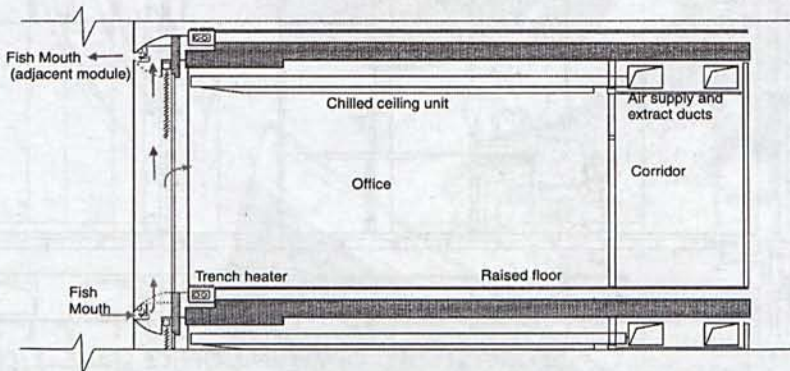 Fish Mouth
(adjacent module)
Chilled ceiling unit
Air supply and
extract ducts
Office
Corridor
Trench heater
Raised floor
Fish
Mouth